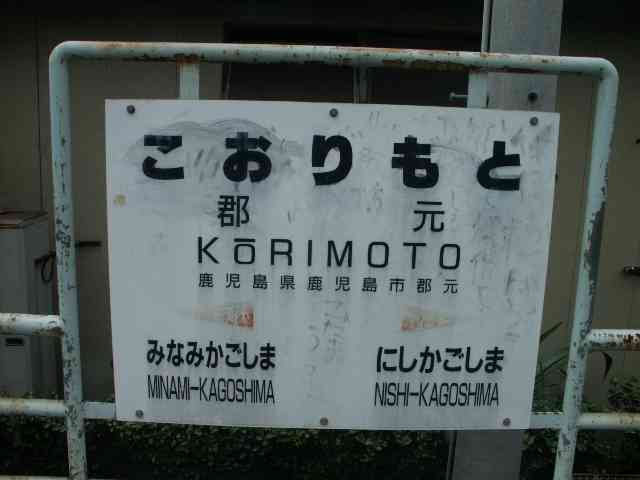 こおりもと
郡元
KŌRIMOTO
鹿児島県鹿児島市郡元
みなみかごしま にしかごしま
MINAMI-KAGOSHIMA NISHI-KAGOSHIMA